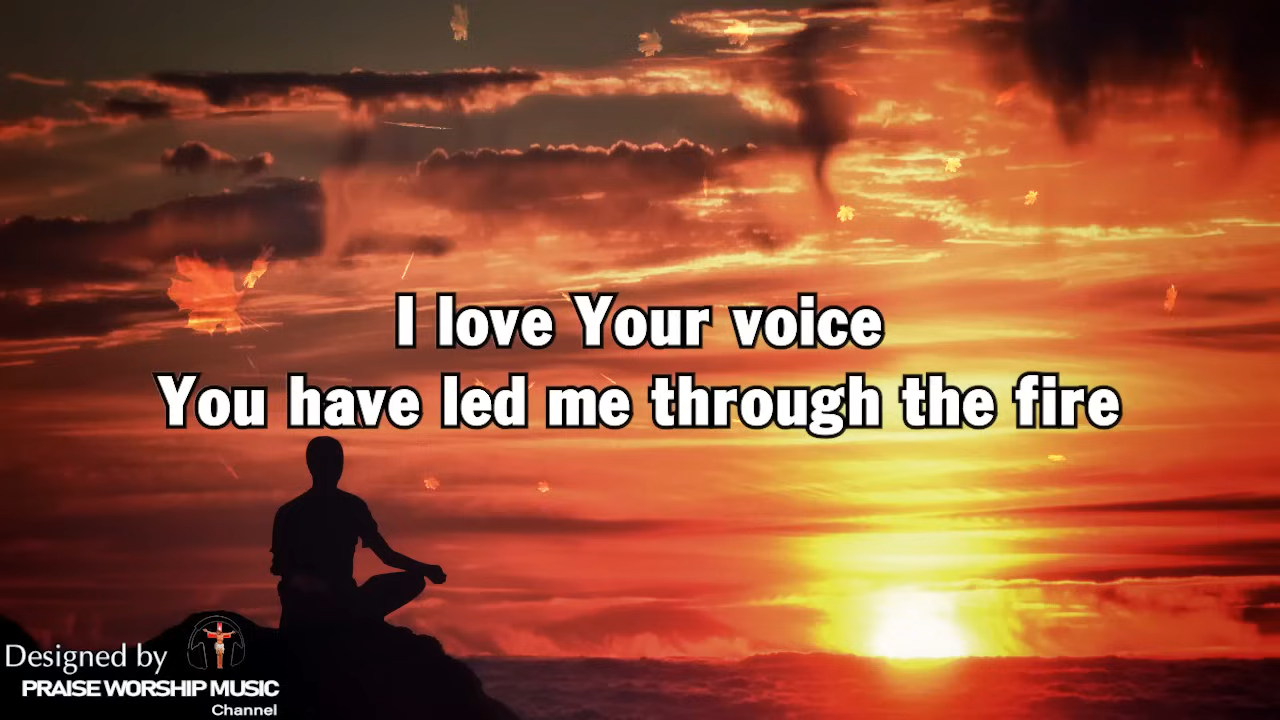 I love Your voice
You have led me through the fire
Designed by
PRAISE WORSHIP MUSIC
Channel